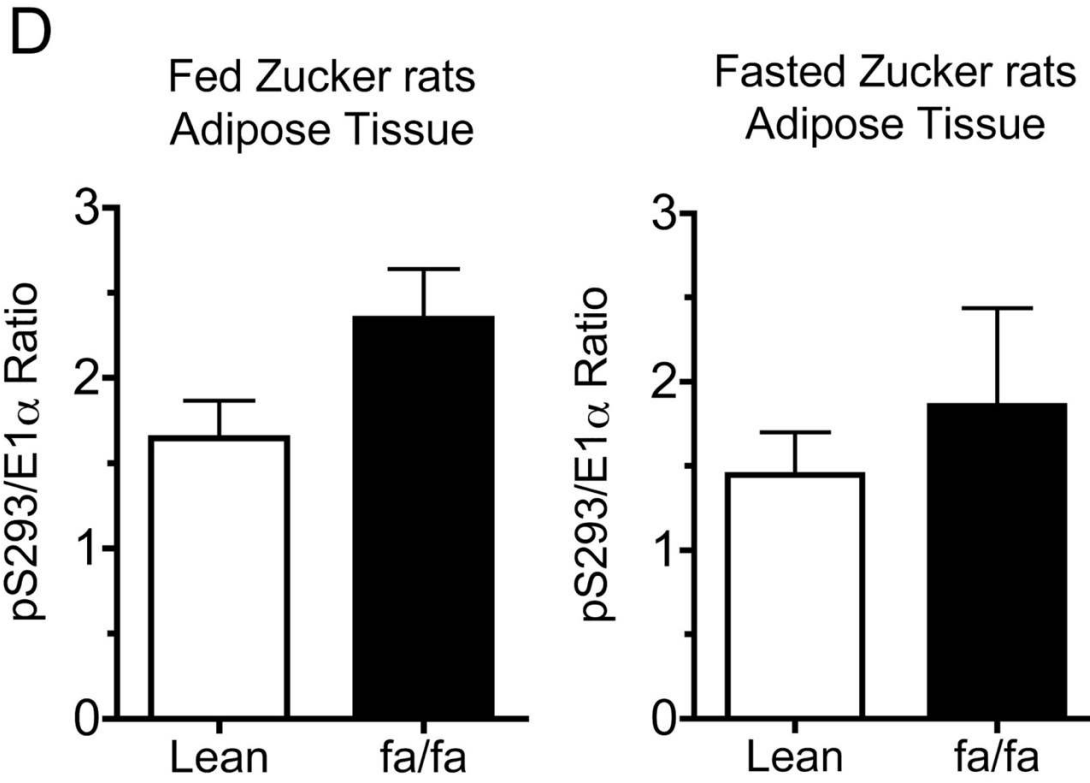 D
Fed Zucker rats
Adipose Tissue
pS293/E1α Ratio
3
2
1
0
Lean
fa/fa
Fasted Zucker rats
Adipose Tissue
pS293/E1α Ratio
3
2
1
0
Lean
fa/fa